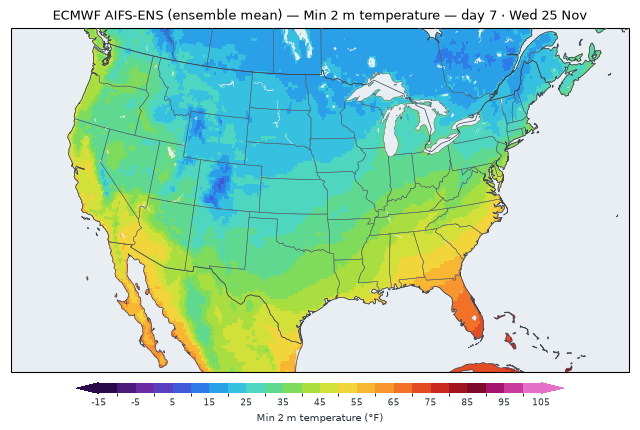 ECMWF AIFS-ENS (ensemble mean) — Min 2 m temperature — day 7 · Wed 25 Nov
-15 -5 5 15 25 35 45 55 65 75 85 95 105
Min 2 m temperature (°F)